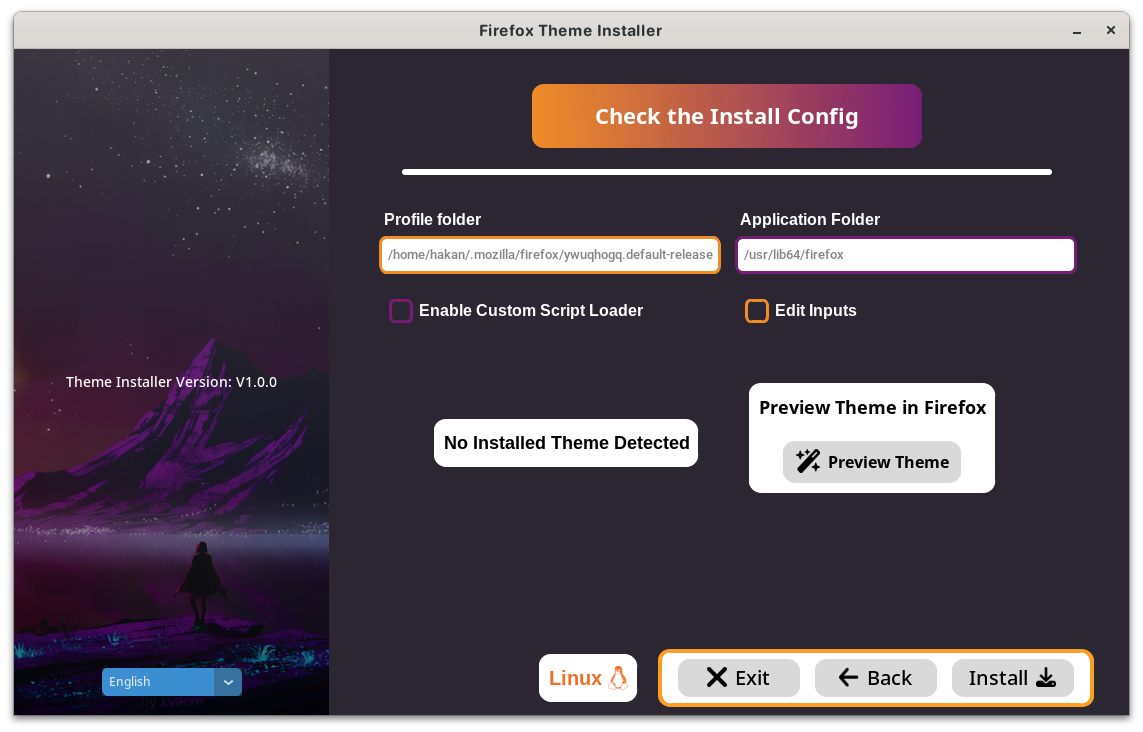 Firefox Theme Installer
Check the Install Config
Profile folder
Application Folder
/home/hakan/.mozilla/firefox/ywuqhogq.default-release
/usr/lib64/firefox
Enable Custom Script Loader
Edit Inputs
Theme Installer Version: V1.0.0
Preview Theme in Firefox
No Installed Theme Detected
Preview Theme
English
Linux
Exit
Back
Install